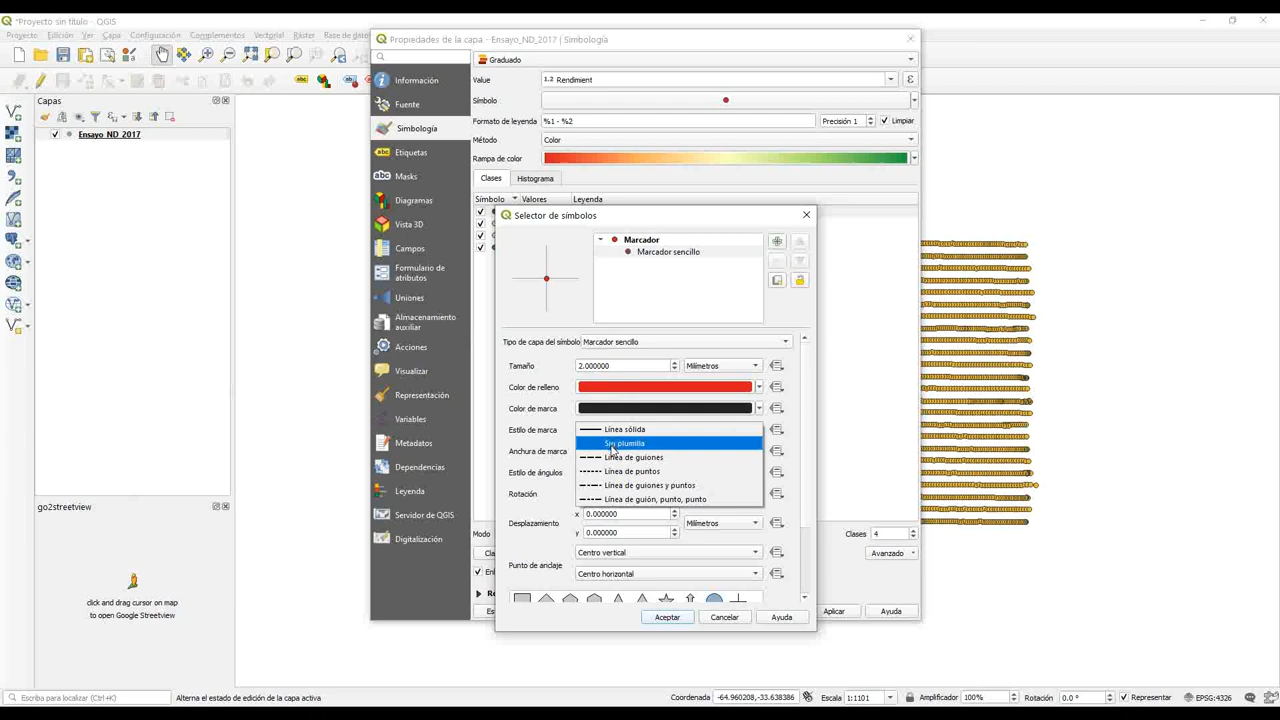 *Proyecto sin título - QGIS
Proyecto Edición Ver Capa Configuración Complementos Vectorial Ráster Base de datos
Capas
Ensayo_ND_2017
go2streetview
click and drag cursor on map
to open Google Streetview
Propiedades de la capa - Ensayo_ND_2017 | Simbología
Información
Fuente
Simbología
Etiquetas
Masks
Diagramas
Vista 3D
Campos
Formulario de
atributos
Uniones
Almacenamiento
auxiliar
Acciones
Visualizar
Representación
Variables
Metadatos
Dependencias
Leyenda
Servidor de QGIS
Digitalización
Graduado
Value 1.2 Rendiment
Símbolo
Formato de leyenda %1 - %2 Precisión 1 Limpiar
Método Color
Rampa de color
Clases Histograma
Símbolo Valores Leyenda
Modo Clases 4
Avanzado
Aplicar Ayuda
Selector de símbolos
Marcador
Marcador sencillo
Tipo de capa del símbolo Marcador sencillo
Tamaño 2.000000 Milímetros
Color de relleno
Color de marca
Estilo de marca Línea sólida
Sin plumilla
Anchura de marca Línea de guiones
Estilo de ángulos Línea de puntos
Línea de guiones y puntos
Rotación Línea de guión, punto, punto
Desplazamiento x 0.000000 Milímetros
y 0.000000
Punto de anclaje Centro vertical
Centro horizontal
Aceptar Cancelar Ayuda
Escriba para localizar (Ctrl+K) Alterna el estado de edición de la capa activa Coordenada -64.960208,-33.638386 Escala 1:1101 Amplificador 100% Rotación 0.0 ° Representar EPSG:4326